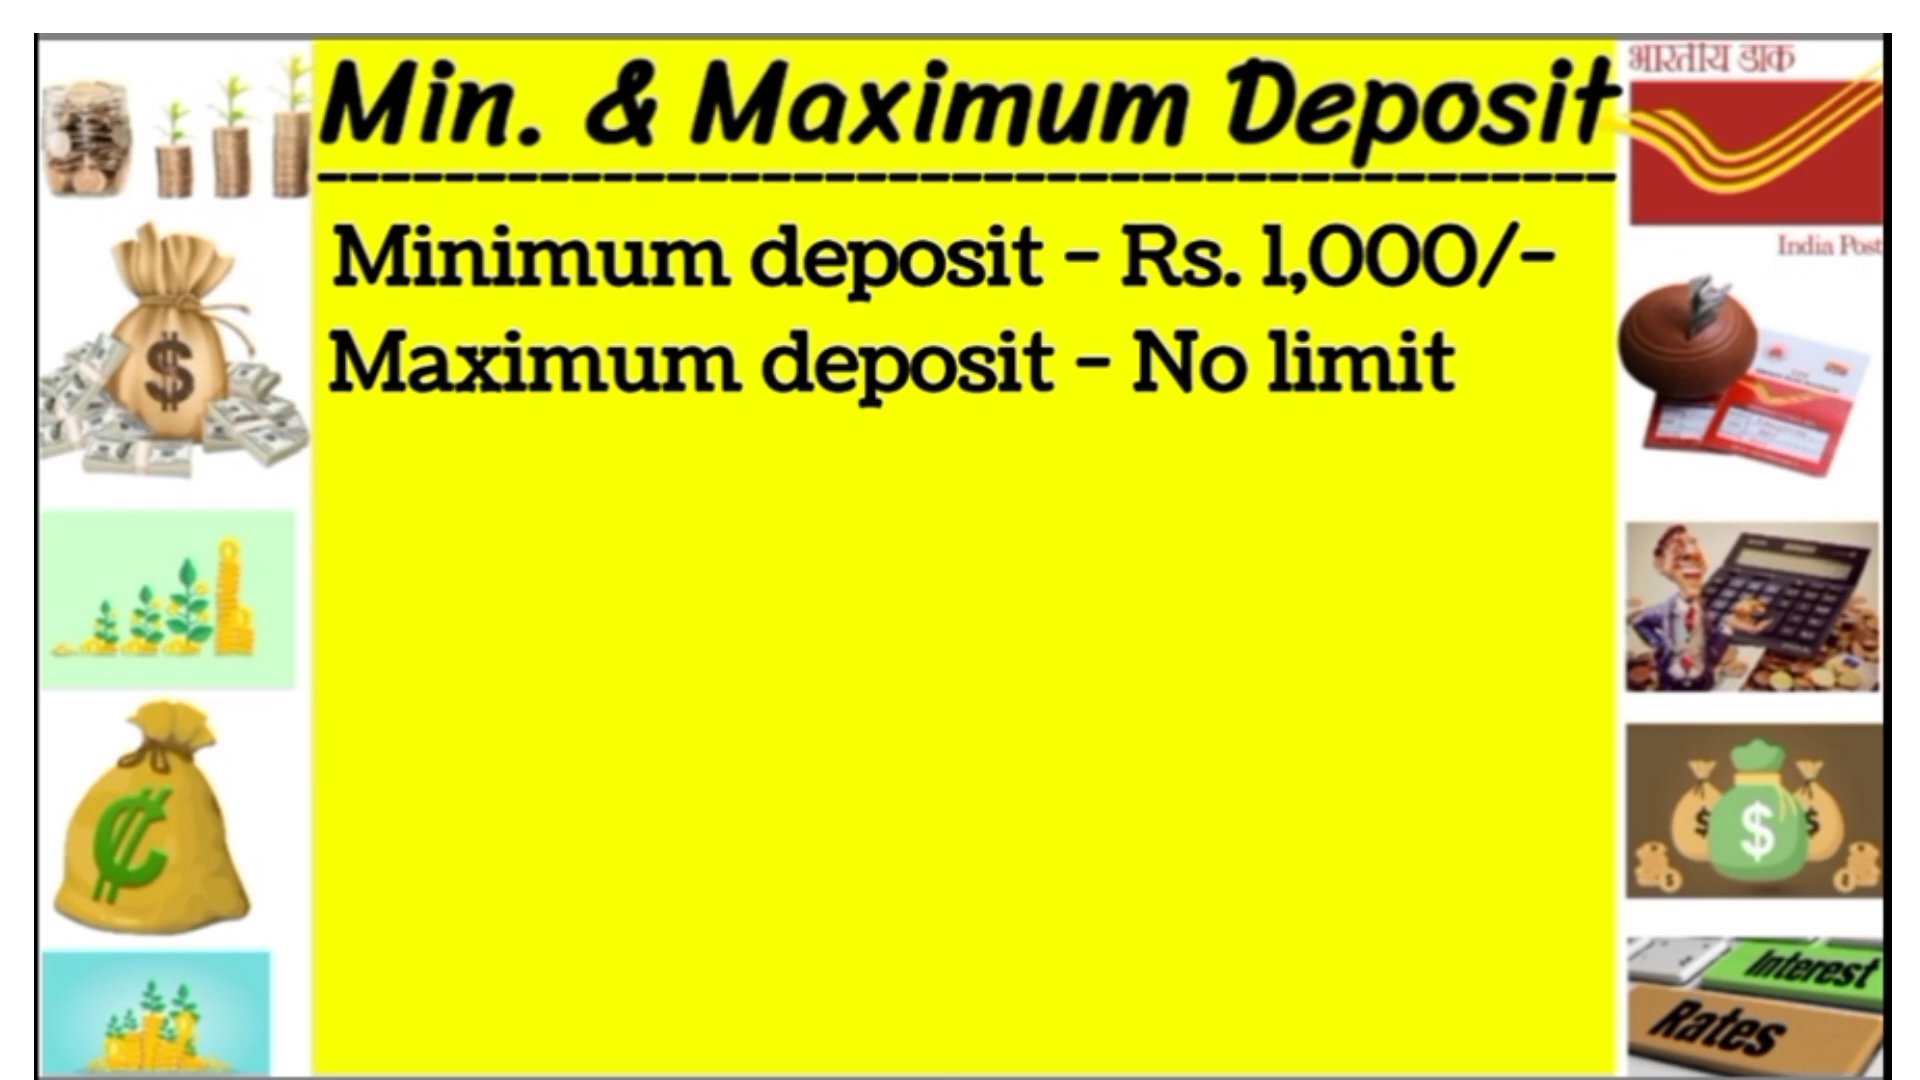 Min. & Maximum Deposit
Minimum deposit - Rs. 1,000/-
Maximum deposit - No limit
भारतीय डाक
India Post
$
$
$
$
Interest
Rates